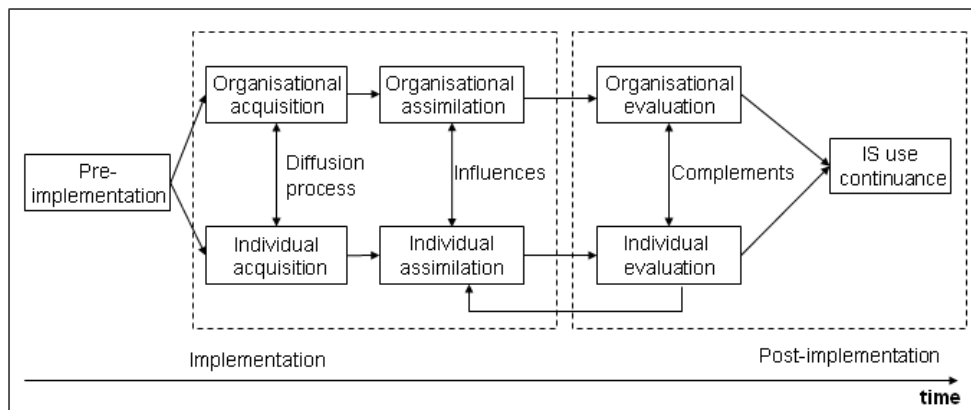 Organisational
acquisition
Organisational
assimilation
Organisational
evaluation
Pre-
implementation
Diffusion
process
Influences
Complements
IS use
continuance
Individual
acquisition
Individual
assimilation
Individual
evaluation
Implementation
Post-implementation
time